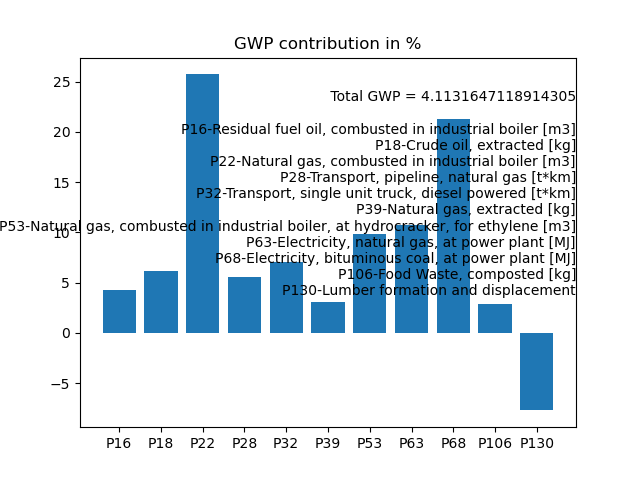 GWP contribution in %
Total GWP = 4.1131647118914305
P16-Residual fuel oil, combusted in industrial boiler [m3]
P18-Crude oil, extracted [kg]
P22-Natural gas, combusted in industrial boiler [m3]
P28-Transport, pipeline, natural gas [t*km]
P32-Transport, single unit truck, diesel powered [t*km]
P39-Natural gas, extracted [kg]
P53-Natural gas, combusted in industrial boiler, at hydrocracker, for ethylene [m3]
P63-Electricity, natural gas, at power plant [MJ]
P68-Electricity, bituminous coal, at power plant [MJ]
P106-Food Waste, composted [kg]
P130-Lumber formation and displacement
25
20
15
10
5
0
−5
P16 P18 P22 P28 P32 P39 P53 P63 P68 P106 P130